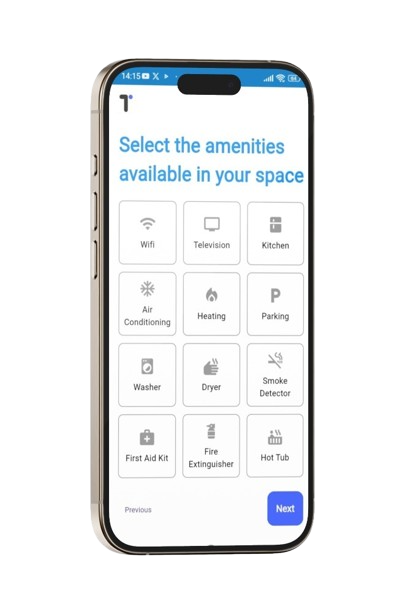 14:15
Select the amenities
available in your space
Wifi
Television
Kitchen
Air
Conditioning
Heating
Parking
Washer
Dryer
Smoke
Detector
First Aid Kit
Fire
Extinguisher
Hot Tub
Previous
Next